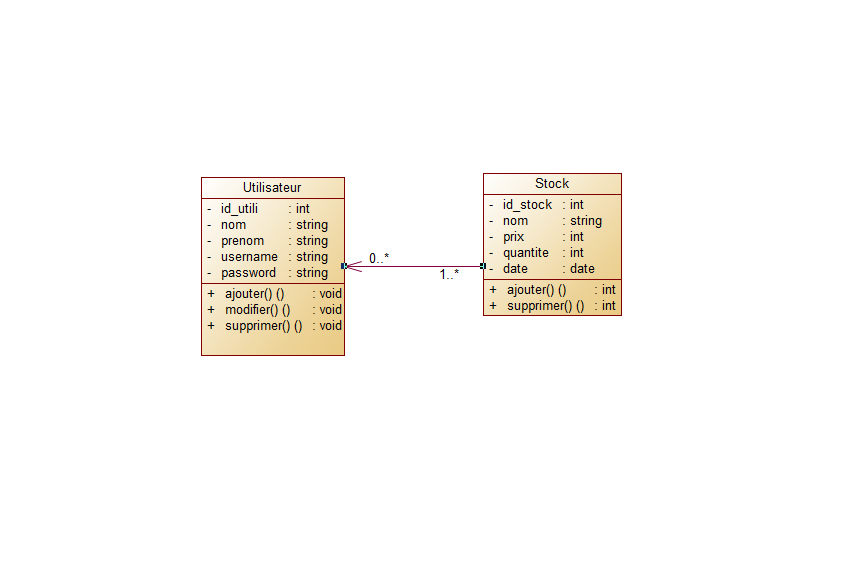 Utilisateur
- id_utili : int
- nom : string
- prenom : string
- username : string
- password : string
+ ajouter() () : void
+ modifier() () : void
+ supprimer() () : void
0..*
1..*
Stock
- id_stock : int
- nom : string
- prix : int
- quantite : int
- date : date
+ ajouter() () : int
+ supprimer() () : int